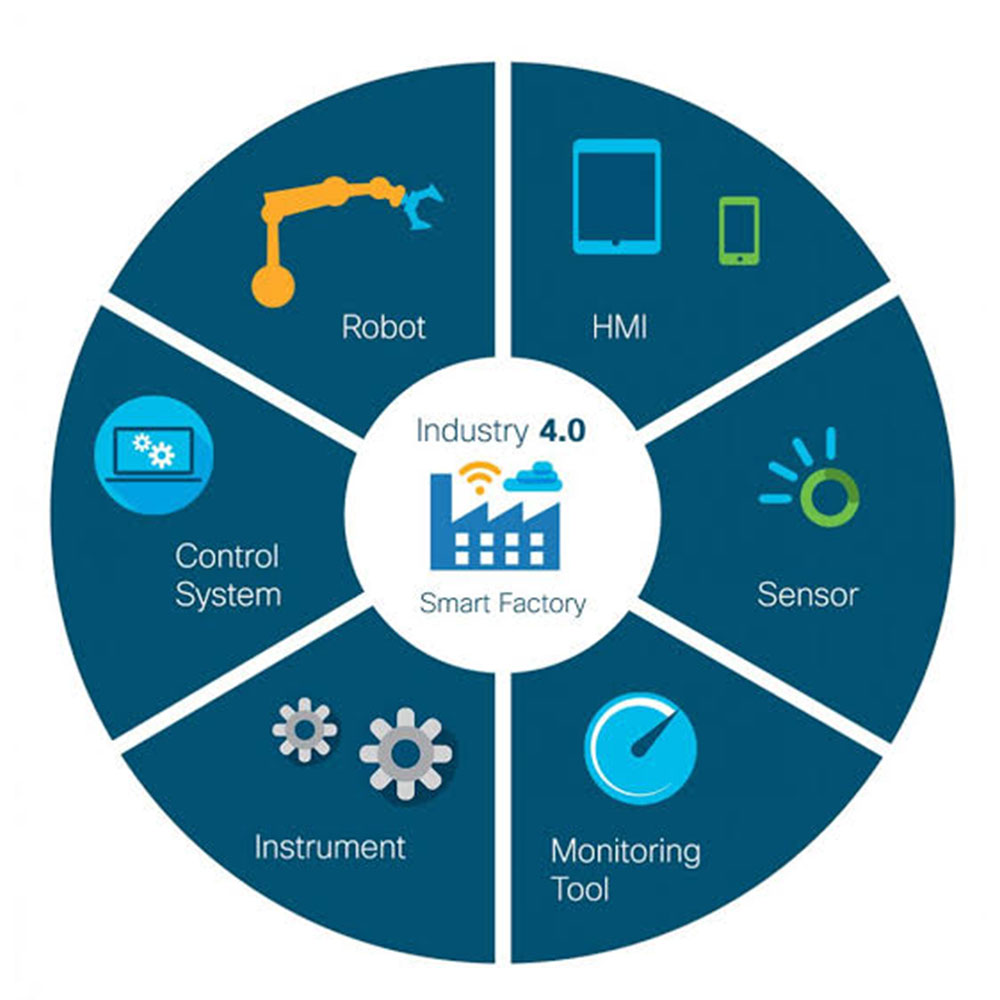 Robot
HMI
Industry 4.0
Smart Factory
Control
System
Sensor
Instrument
Monitoring
Tool